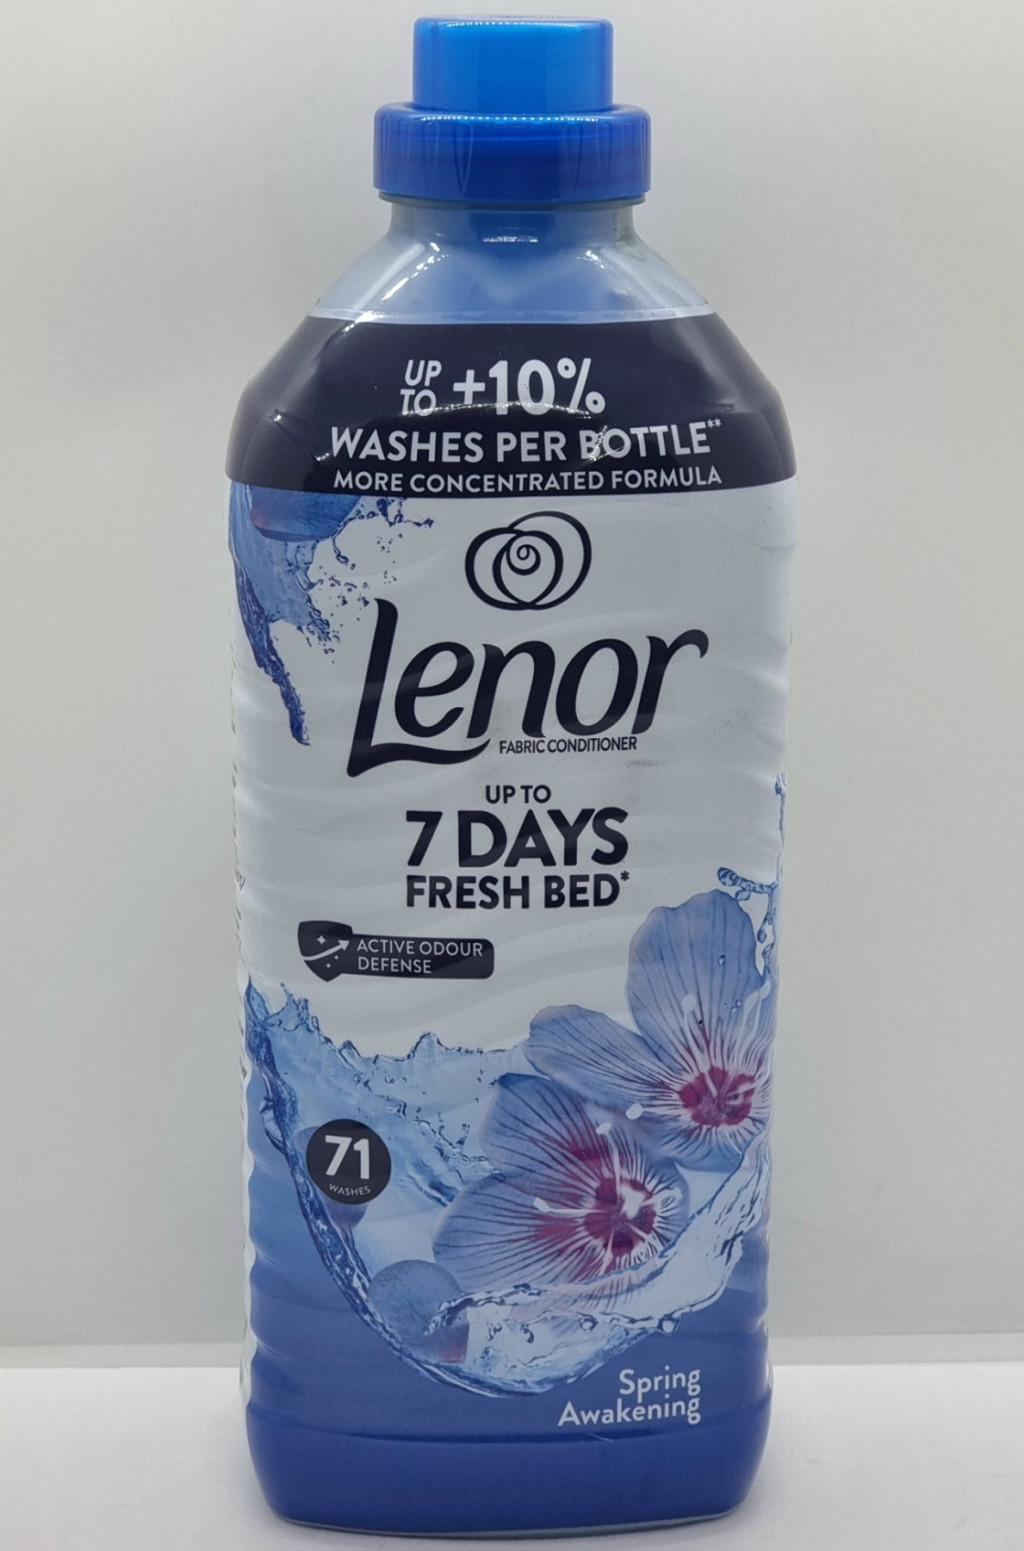 UP TO +10%
WASHES PER BOTTLE**
MORE CONCENTRATED FORMULA
Lenor
FABRIC CONDITIONER
UP TO
7 DAYS
FRESH BED*
ACTIVE ODOUR
DEFENSE
71
WASHES
Spring
Awakening